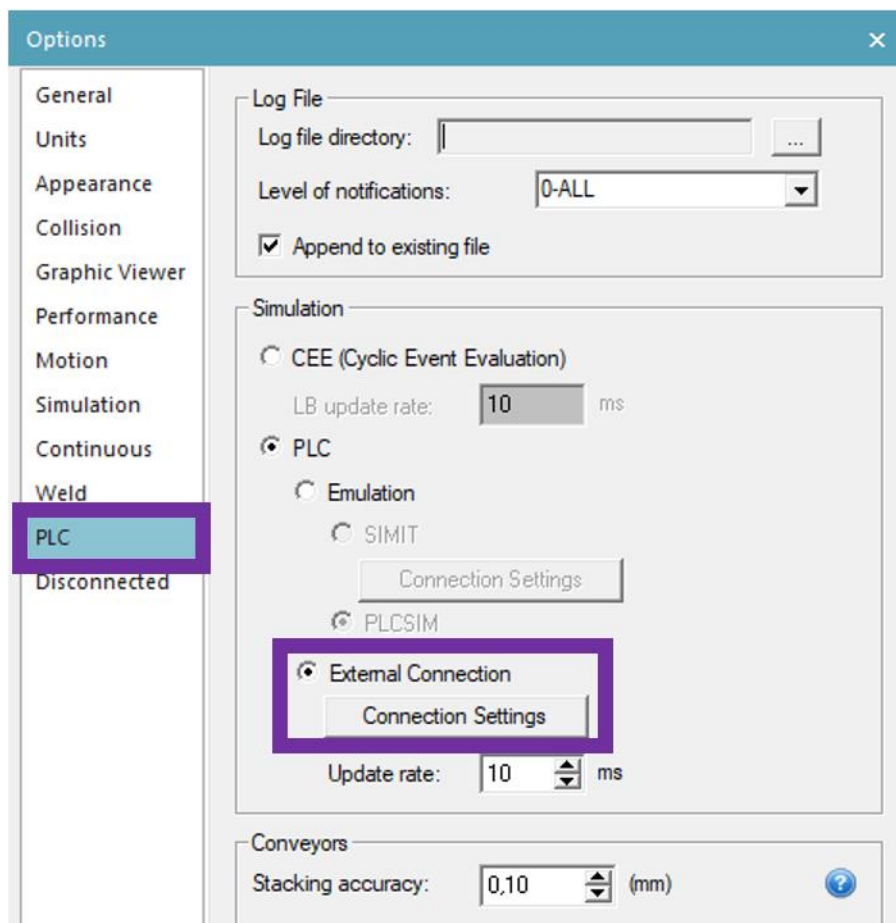 Options
General
Units
Appearance
Collision
Graphic Viewer
Performance
Motion
Simulation
Continuous
Weld
PLC
Disconnected
Log File
Log file directory: ...
Level of notifications: 0-ALL
Append to existing file
Simulation
CEE (Cyclic Event Evaluation)
LB update rate: 10 ms
PLC
Emulation
SIMIT
Connection Settings
PLCSIM
External Connection
Connection Settings
Update rate: 10 ms
Conveyors
Stacking accuracy: 0,10 (mm) ?